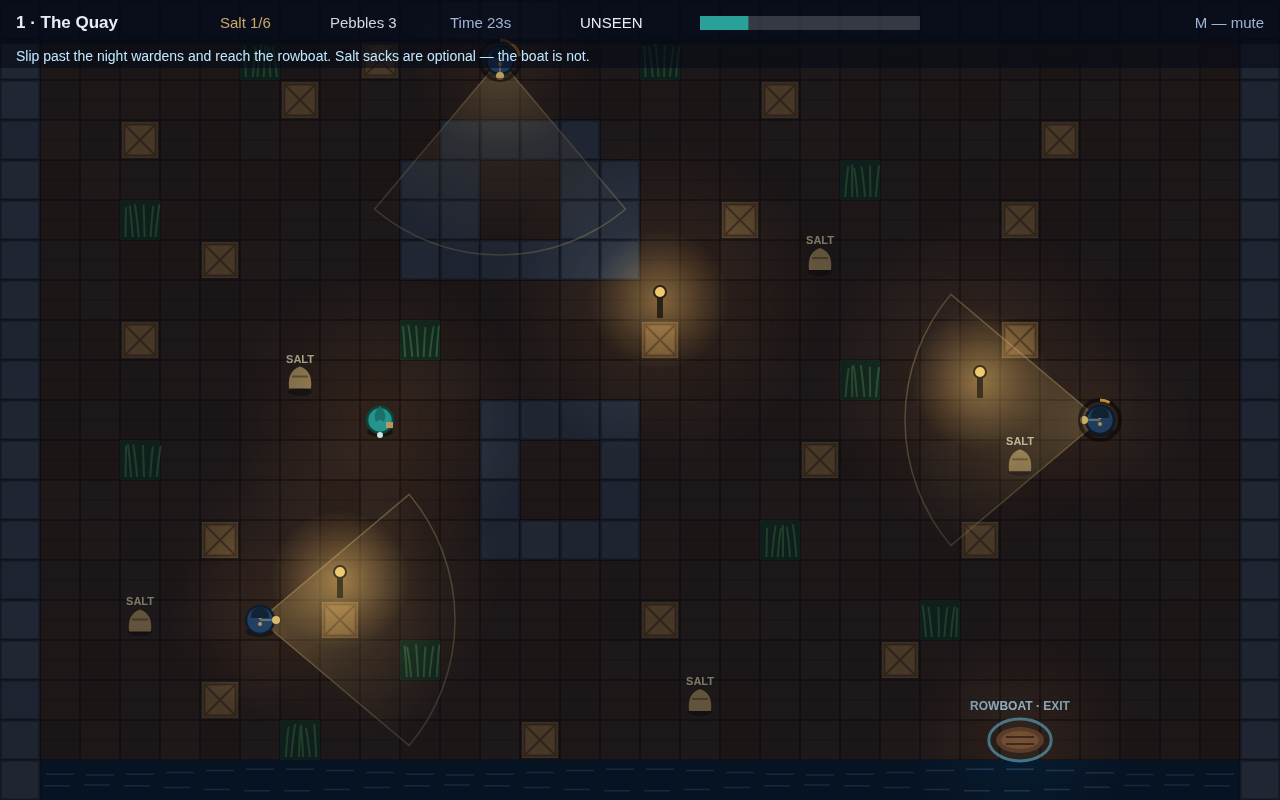 1 · The Quay Salt 1/6 Pebbles 3 Time 23s UNSEEN M — mute
Slip past the night wardens and reach the rowboat. Salt sacks are optional — the boat is not.
SALT
SALT
SALT
SALT
SALT
ROWBOAT · EXIT